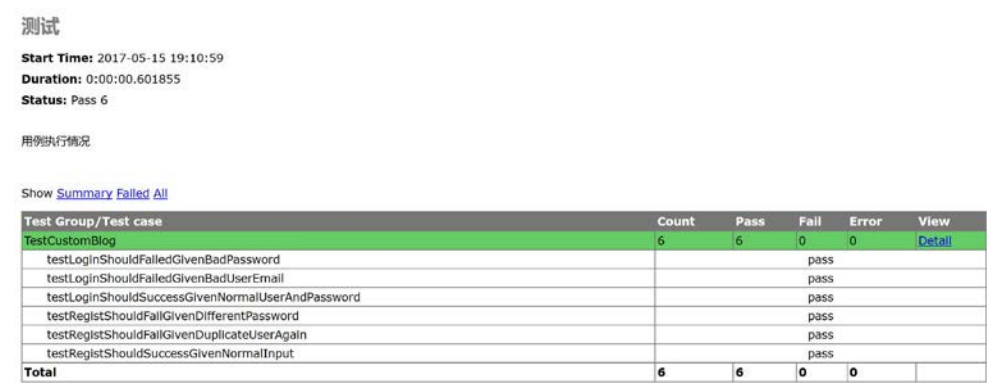 测试
Start Time: 2017-05-15 19:10:59
Duration: 0:00:00.601855
Status: Pass 6
用例执行情况
Show Summary Failed All
Test Group/Test case Count Pass Fail Error View
TestCustomBlog 6 6 0 0 Detail
testLoginShouldFailedGivenBadPassword pass
testLoginShouldFailedGivenBadUserEmail pass
testLoginShouldSuccessGivenNormalUserAndPassword pass
testRegistShouldFailGivenDifferentPassword pass
testRegistShouldFailGivenDuplicateUserAgain pass
testRegistShouldSuccessGivenNormalInput pass
Total 6 6 0 0